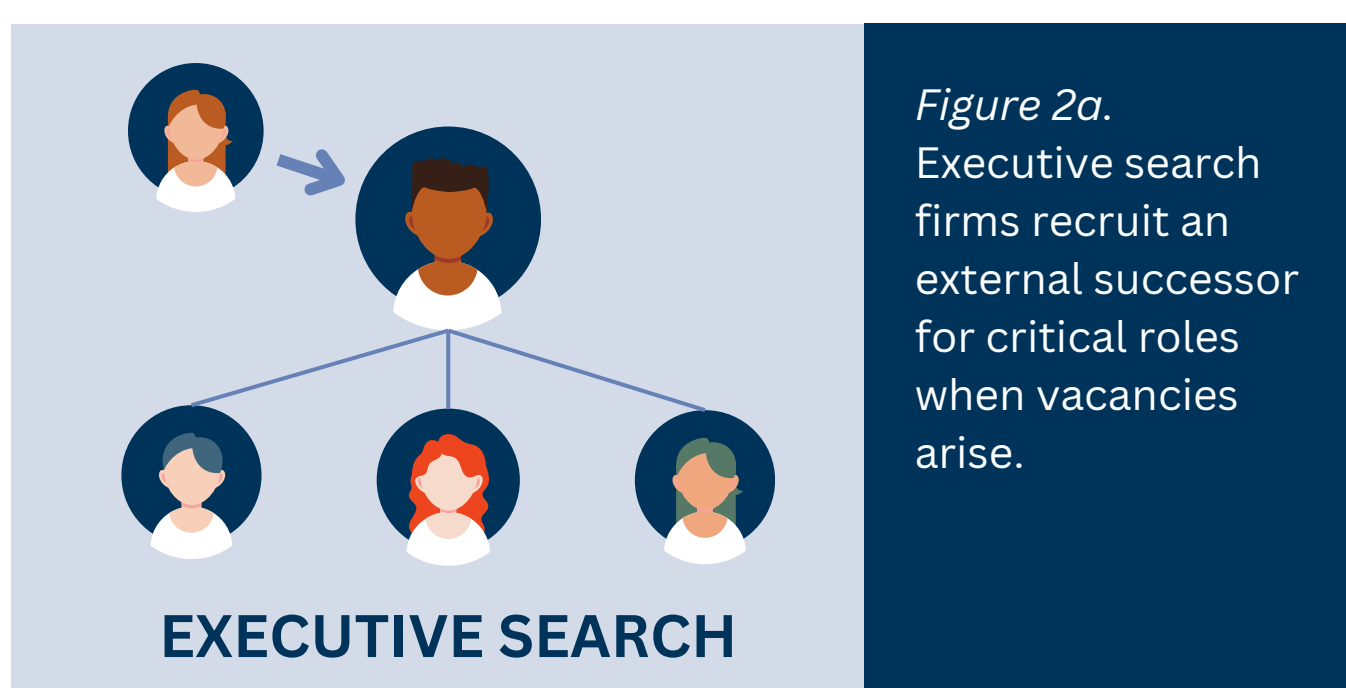 EXECUTIVE SEARCH
Figure 2a.
Executive search
firms recruit an
external successor
for critical roles
when vacancies
arise.